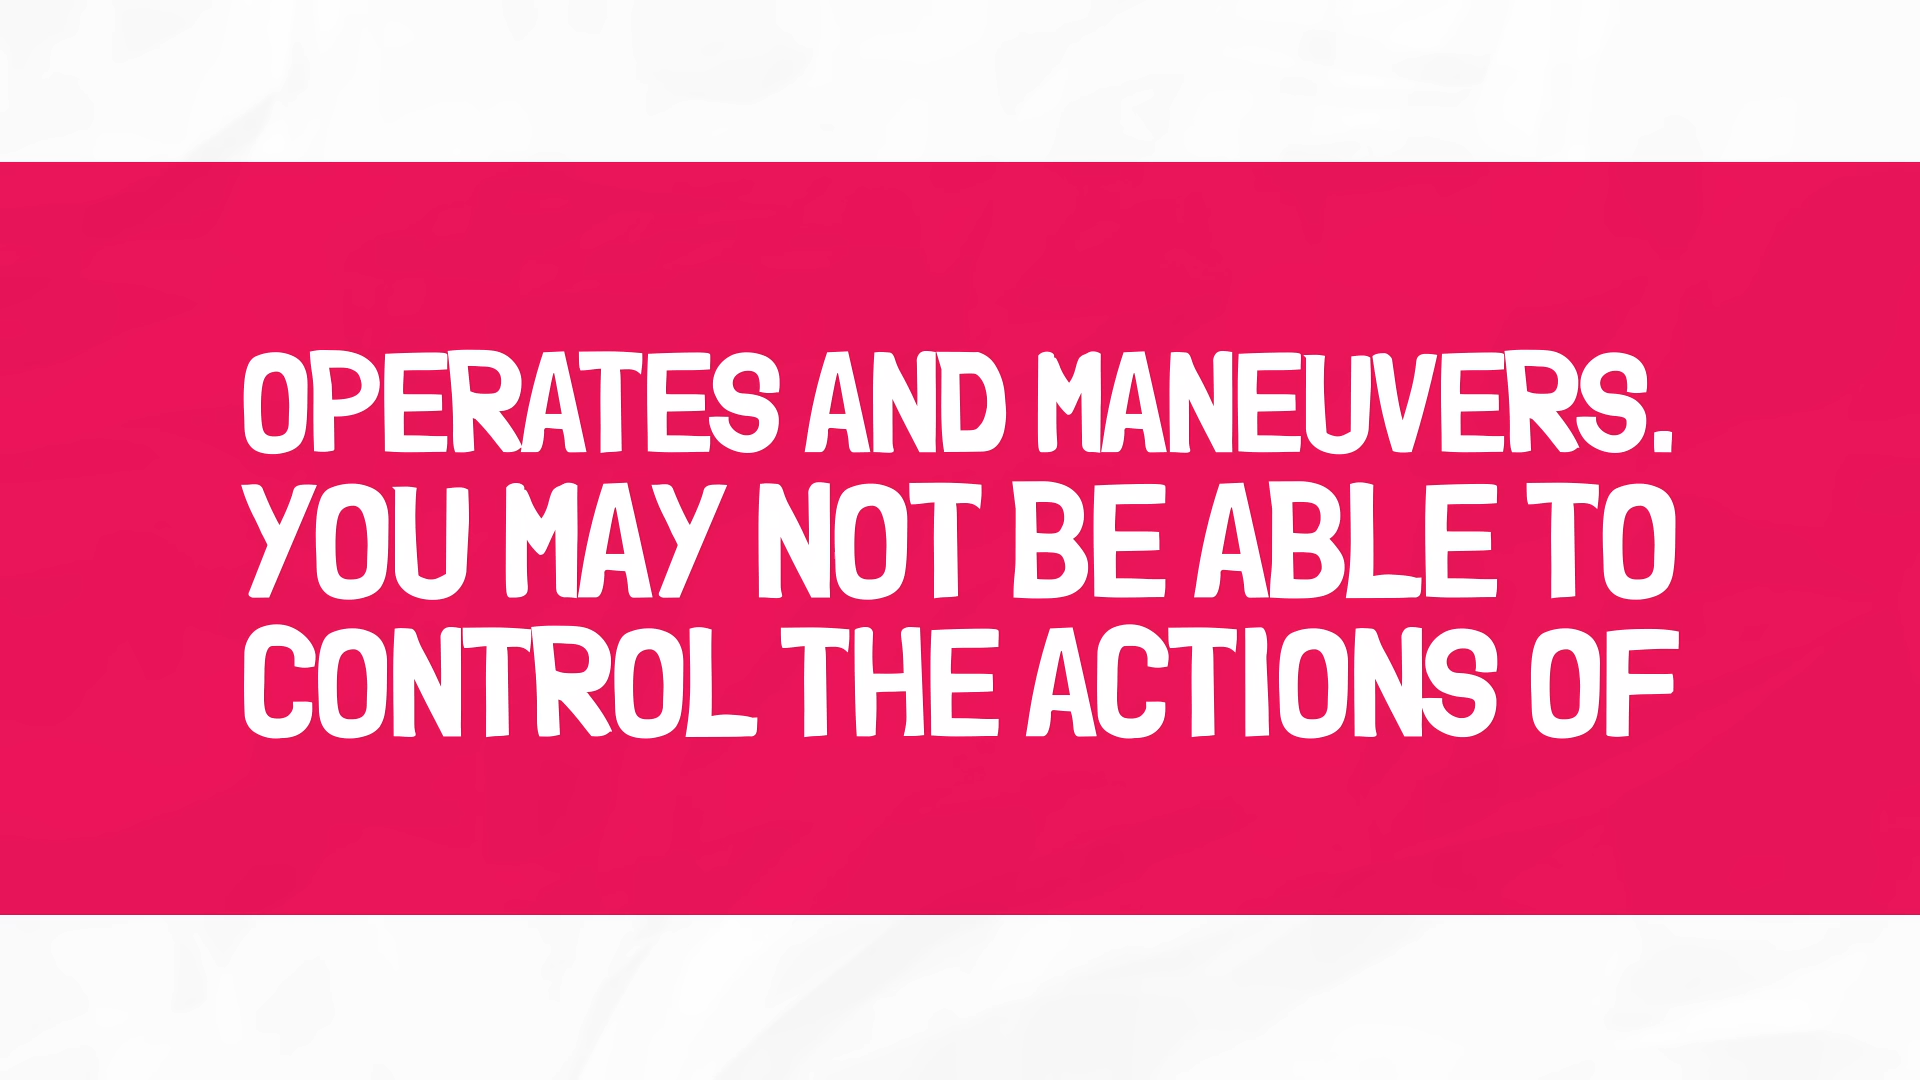 OPERATES AND MANEUVERS.
YOU MAY NOT BE ABLE TO
CONTROL THE ACTIONS OF